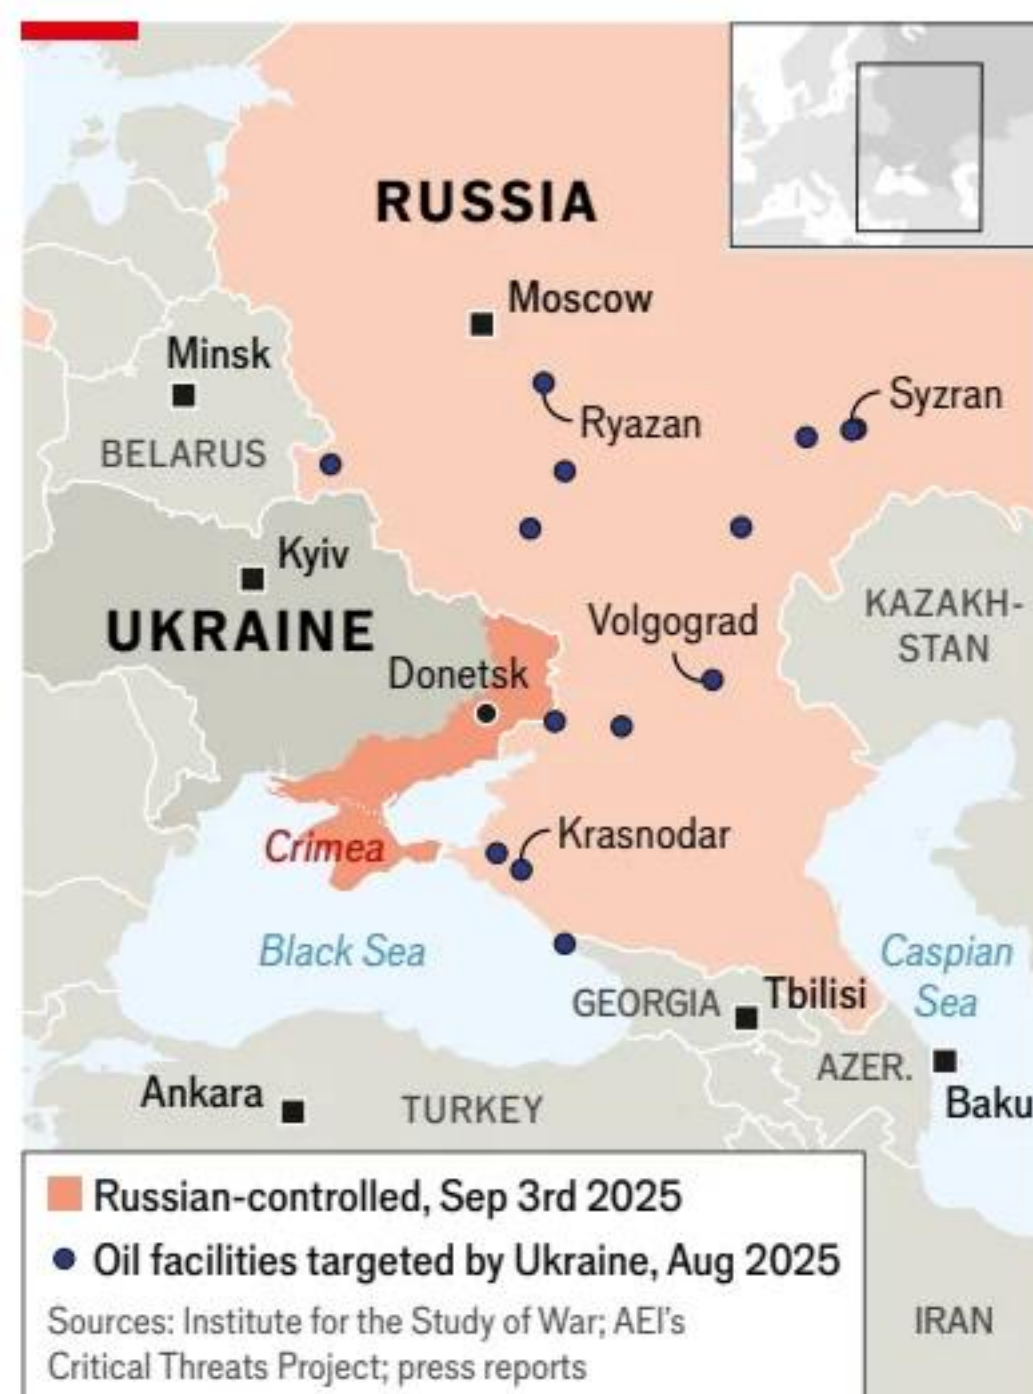 RUSSIA
Moscow
Minsk
Ryazan
Syzran
BELARUS
Kyiv
KAZAKH-
STAN
UKRAINE
Volgograd
Donetsk
Crimea
Krasnodar
Black Sea
Caspian
Sea
GEORGIA
Tbilisi
AZER.
Ankara
TURKEY
Baku
Russian-controlled, Sep 3rd 2025
Oil facilities targeted by Ukraine, Aug 2025
Sources: Institute for the Study of War; AEI's
Critical Threats Project; press reports
IRAN